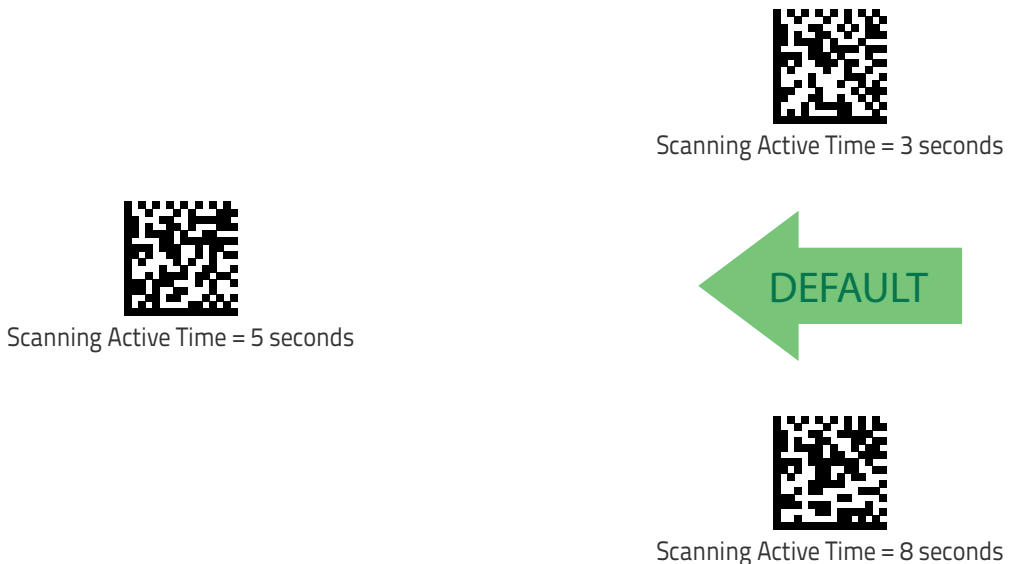 Scanning Active Time = 3 seconds
Scanning Active Time = 5 seconds
DEFAULT
Scanning Active Time = 8 seconds